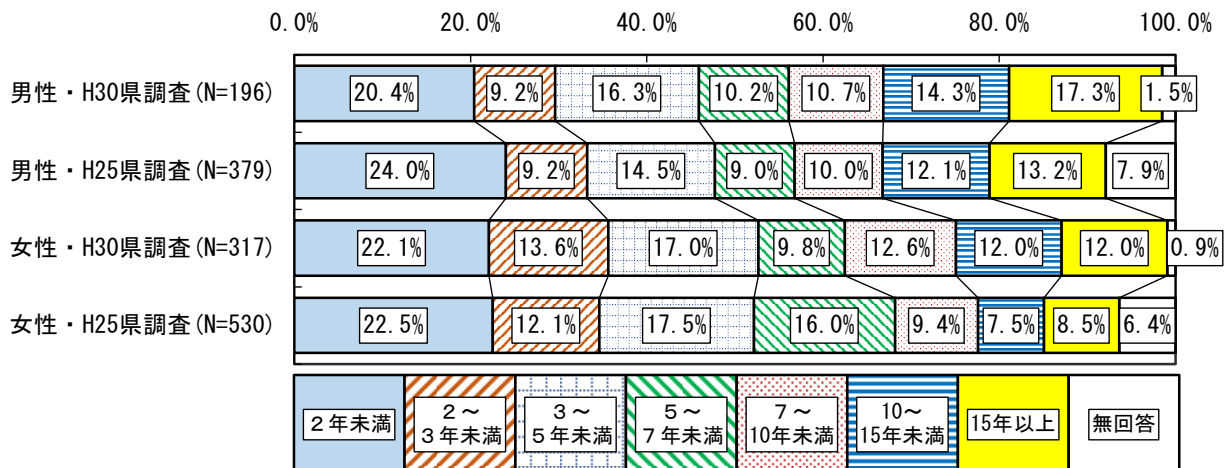 0.0% 20.0% 40.0% 60.0% 80.0% 100.0%
男性・H30県調査(N=196) 20.4% 9.2% 16.3% 10.2% 10.7% 14.3% 17.3% 1.5%
男性・H25県調査(N=379) 24.0% 9.2% 14.5% 9.0% 10.0% 12.1% 13.2% 7.9%
女性・H30県調査(N=317) 22.1% 13.6% 17.0% 9.8% 12.6% 12.0% 12.0% 0.9%
女性・H25県調査(N=530) 22.5% 12.1% 17.5% 16.0% 9.4% 7.5% 8.5% 6.4%
２年未満
２～
３年未満
３～
５年未満
５～
７年未満
７～
10年未満
10～
15年未満
15年以上
無回答